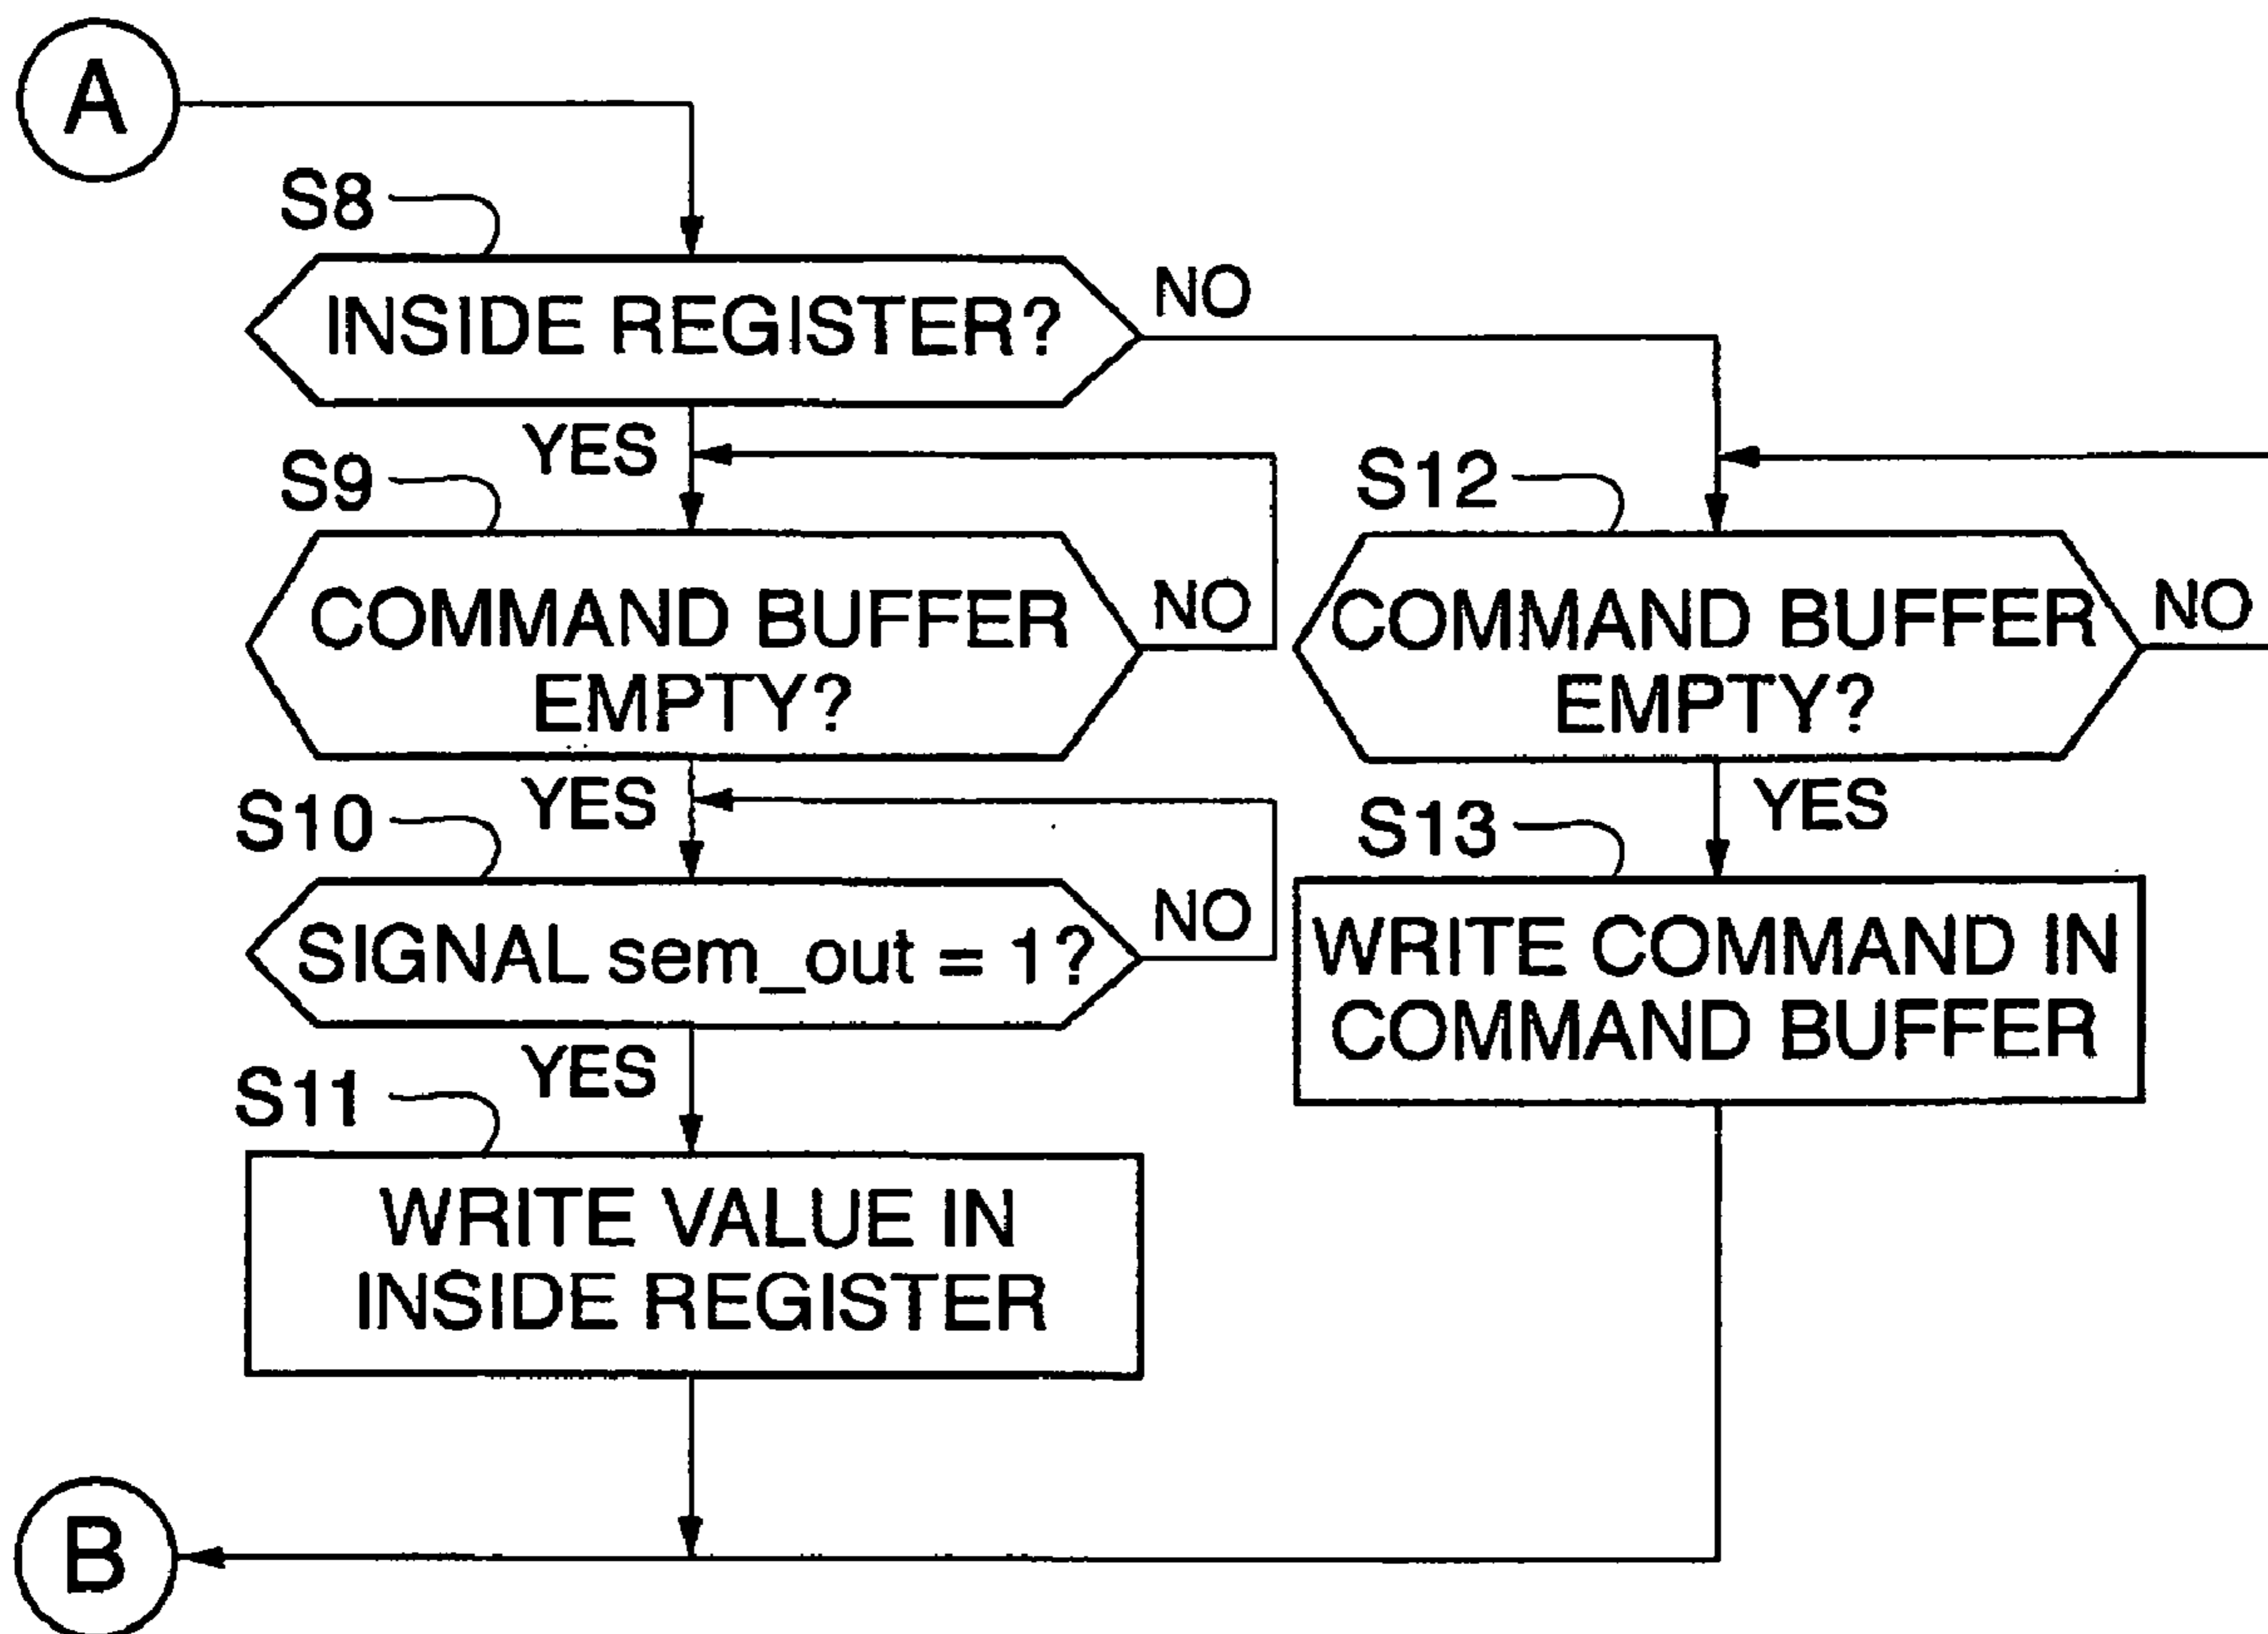 A
S8
INSIDE REGISTER?
NO
YES
S9
COMMAND BUFFER
EMPTY?
NO
YES
S10
SIGNAL sem_out = 1?
NO
YES
S11
WRITE VALUE IN
INSIDE REGISTER
S12
COMMAND BUFFER
EMPTY?
NO
YES
S13
WRITE COMMAND IN
COMMAND BUFFER
B